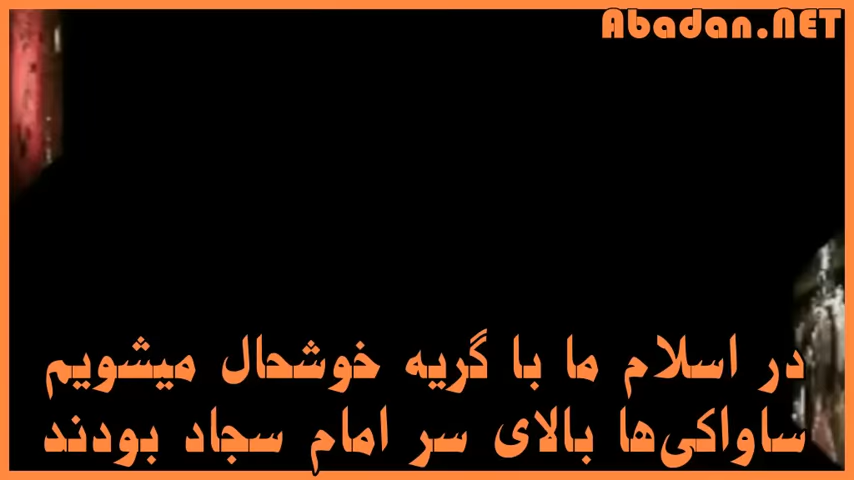 Abadan.NET
در اسلام ما با گریه خوشحال میشویم
ساواکی‌ها بالای سر امام سجاد بودند